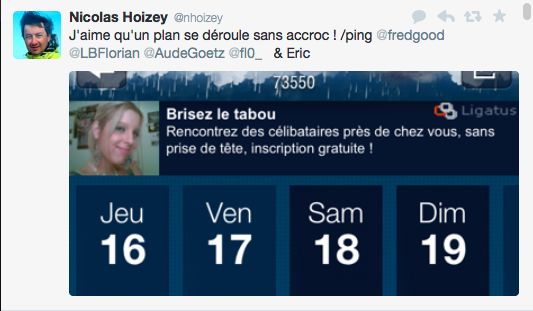 Nicolas Hoizey @nhoizey
J'aime qu'un plan se déroule sans accroc ! /ping @fredgood
@LBFlorian @AudeGoetz @fl0_ & Eric
73550
Brisez le tabou
Ligatus
Rencontrez des célibataires près de chez vous, sans
prise de tête, inscription gratuite !
Jeu Ven Sam Dim
16 17 18 19